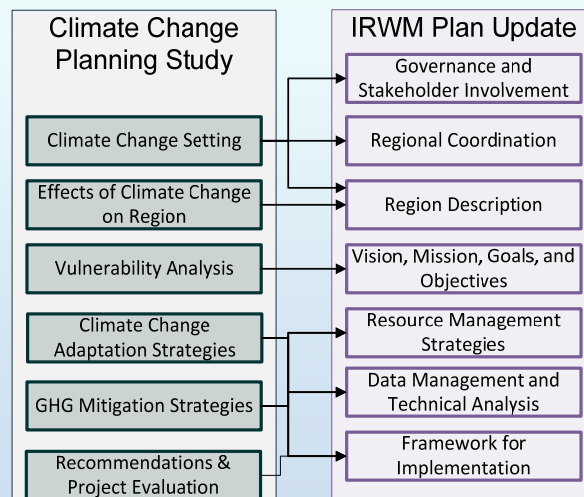 Climate Change
Planning Study
Climate Change Setting
Effects of Climate Change
on Region
Vulnerability Analysis
Climate Change
Adaptation Strategies
GHG Mitigation Strategies
Recommendations &
Project Evaluation
IRWM Plan Update
Governance and
Stakeholder Involvement
Regional Coordination
Region Description
Vision, Mission, Goals, and
Objectives
Resource Management
Strategies
Data Management and
Technical Analysis
Framework for
Implementation